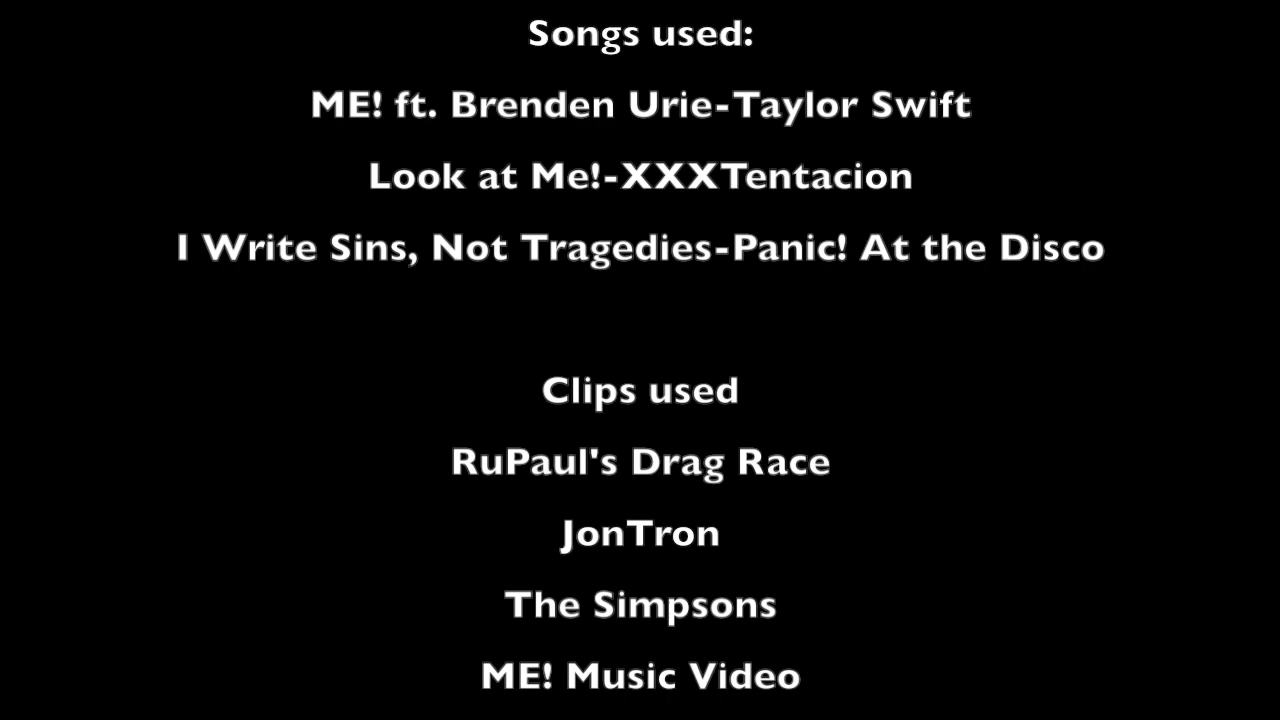 Songs used:
ME! ft. Brenden Urie-Taylor Swift
Look at Me!-XXXTentacion
I Write Sins, Not Tragedies-Panic! At the Disco
Clips used
RuPaul's Drag Race
JonTron
The Simpsons
ME! Music Video